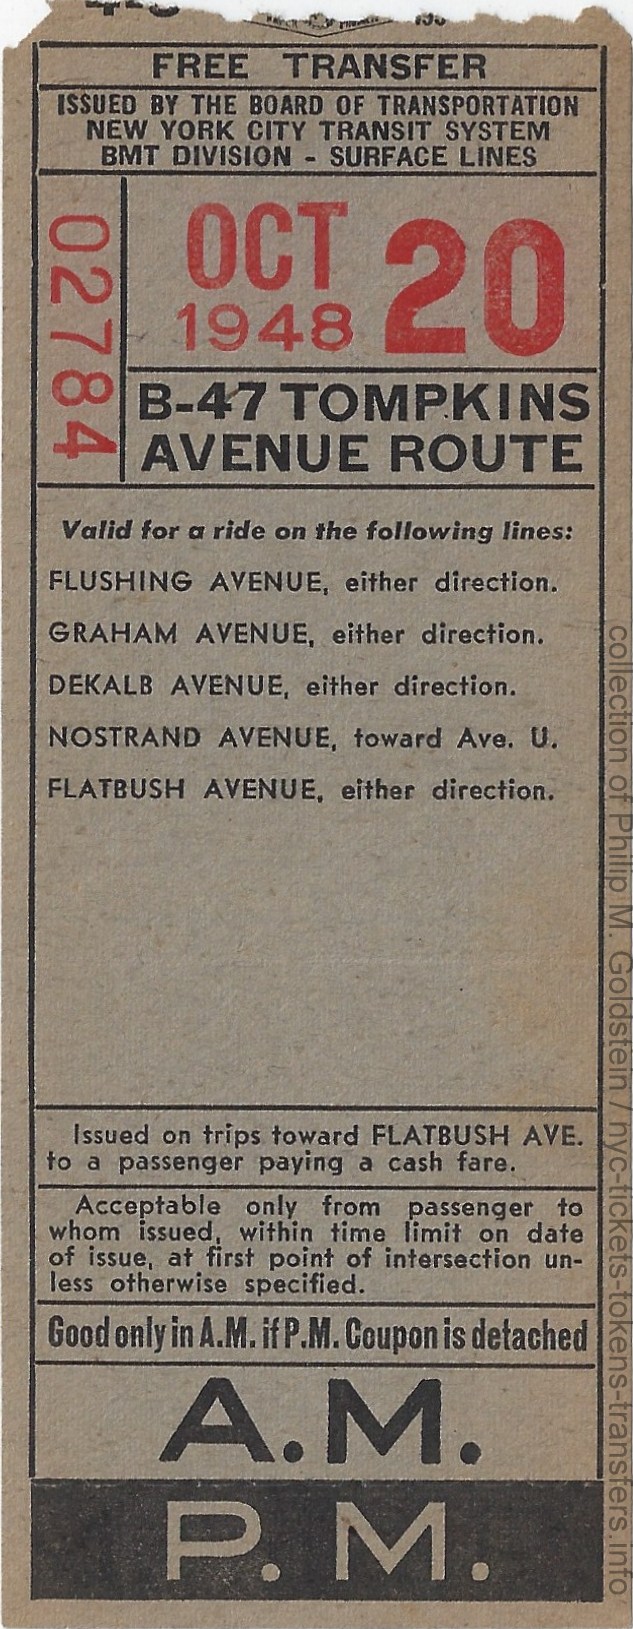 FREE TRANSFER
ISSUED BY THE BOARD OF TRANSPORTATION
NEW YORK CITY TRANSIT SYSTEM
BMT DIVISION - SURFACE LINES
02784
OCT 20
1948
B-47 TOMPKINS
AVENUE ROUTE
Valid for a ride on the following lines:
FLUSHING AVENUE, either direction.
GRAHAM AVENUE, either direction.
DEKALB AVENUE, either direction.
NOSTRAND AVENUE, toward Ave. U.
FLATBUSH AVENUE, either direction.
Issued on trips toward FLATBUSH AVE.
to a passenger paying a cash fare.
Acceptable only from passenger to
whom issued, within time limit on date
of issue, at first point of intersection un-
less otherwise specified.
Good only in A.M. if P.M. Coupon is detached
A.M.
P.M.
collection of Philip M. Goldstein / nyc-tickets-tokens-transfers.info